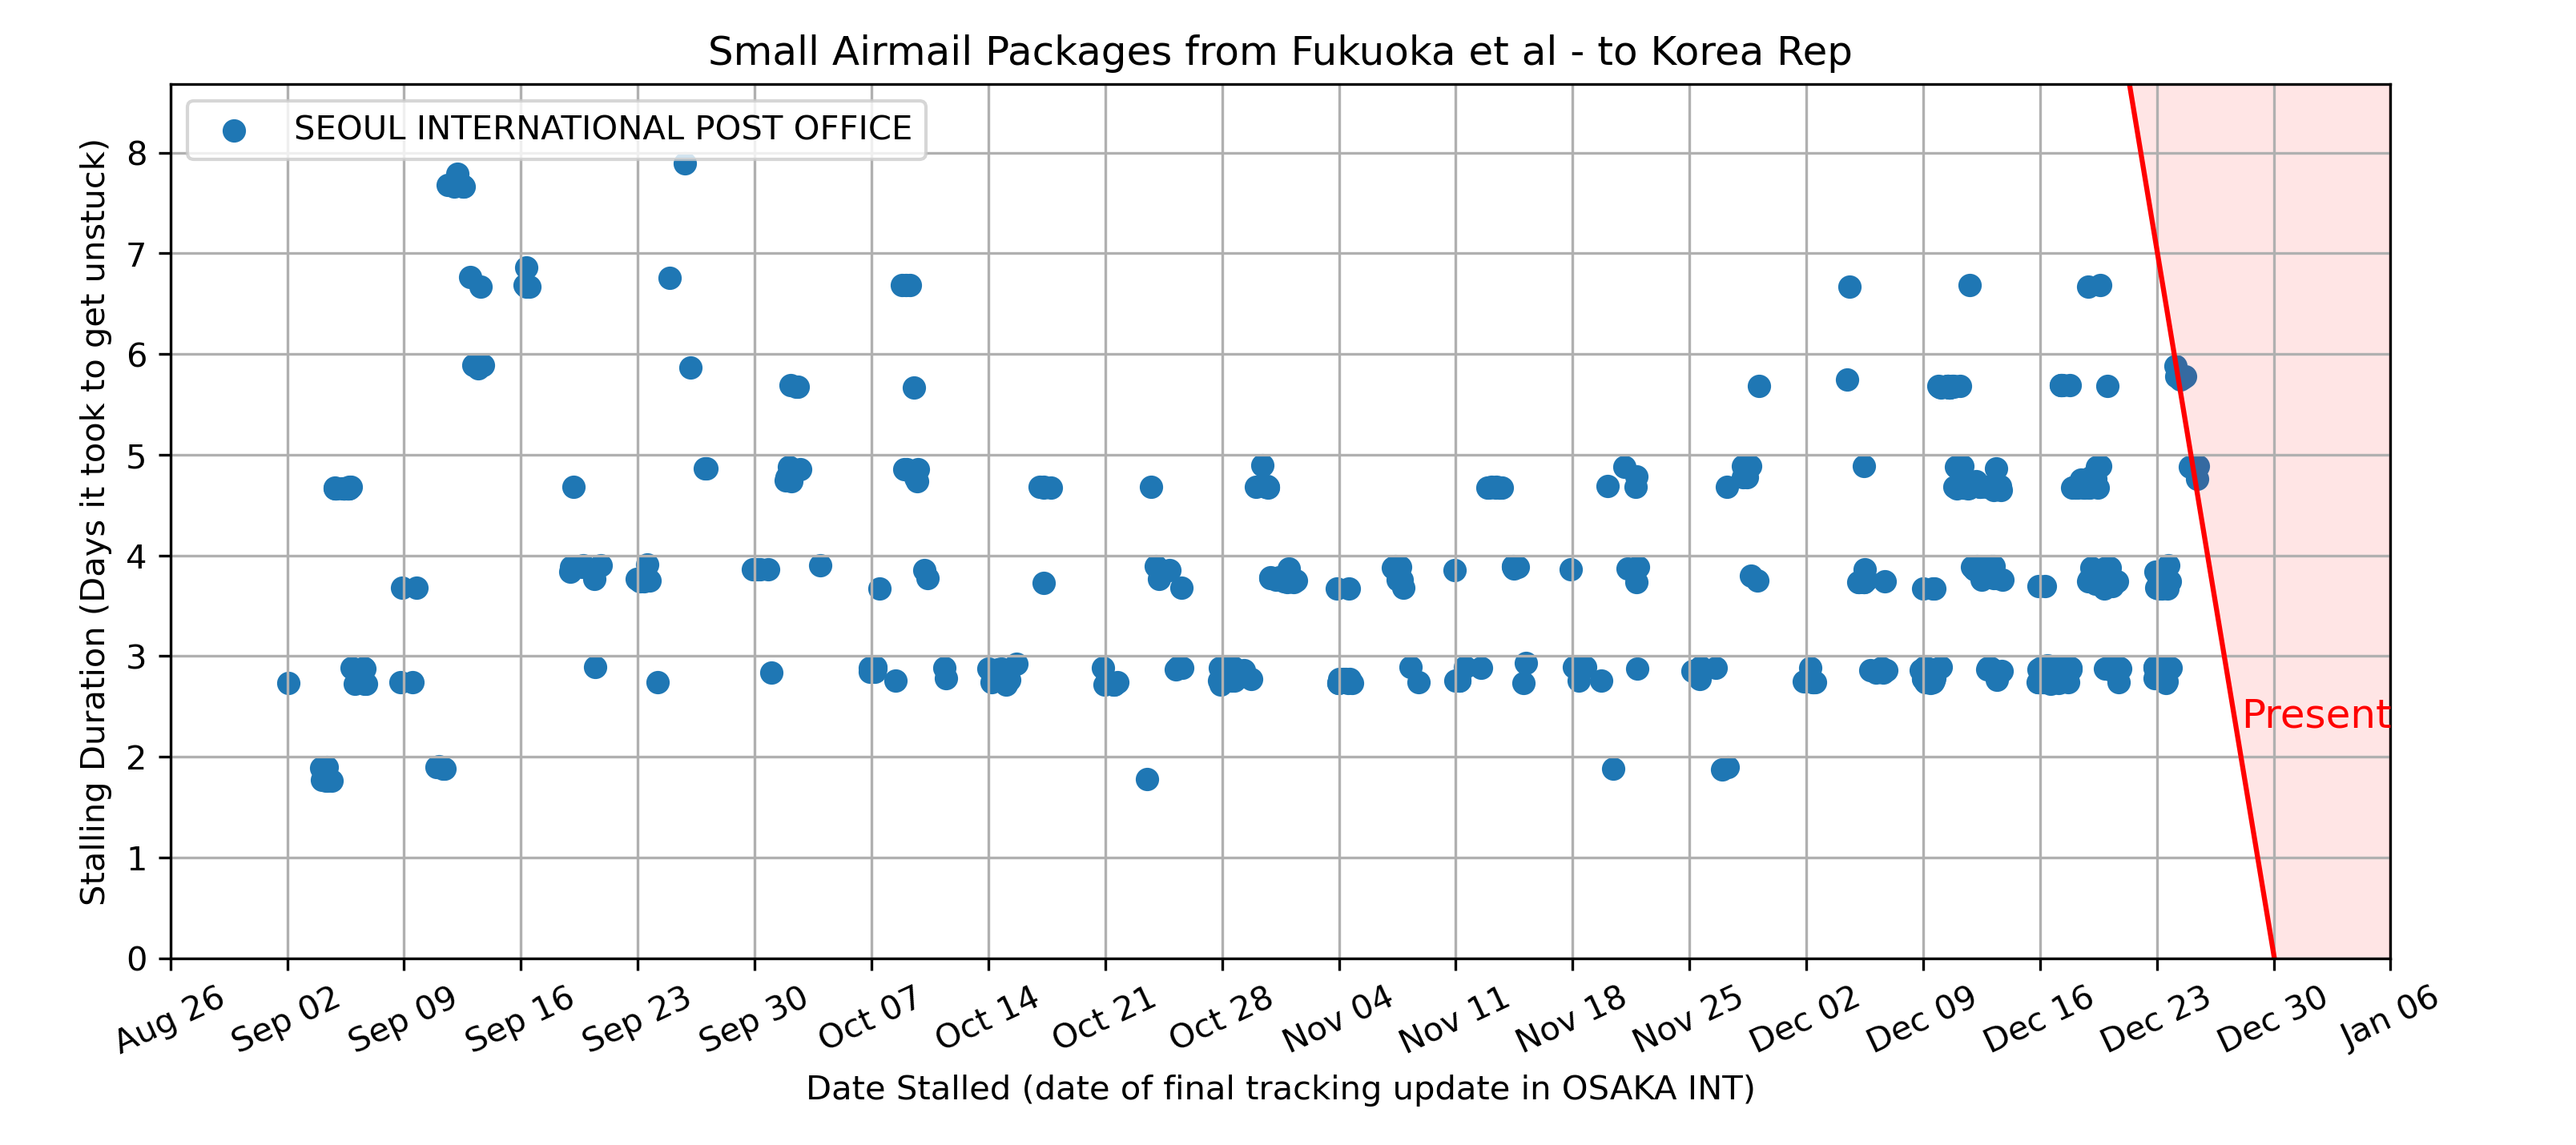 Small Airmail Packages from Fukuoka et al - to Korea Rep
SEOUL INTERNATIONAL POST OFFICE
Stalling Duration (Days it took to get unstuck)
8
7
6
5
4
3
2
1
0
Present
Aug 26
Sep 02
Sep 09
Sep 16
Sep 23
Sep 30
Oct 07
Oct 14
Oct 21
Oct 28
Nov 04
Nov 11
Nov 18
Nov 25
Dec 02
Dec 09
Dec 16
Dec 23
Dec 30
Jan 06
Date Stalled (date of final tracking update in OSAKA INT)